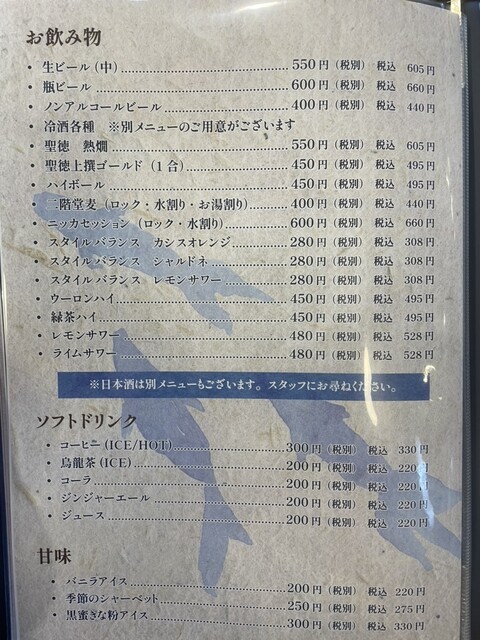 お飲み物
・生ビール（中）……550円（税別）税込 605円
・瓶ビール……600円（税別）税込 660円
・ノンアルコールビール……400円（税別）税込 440円
・冷酒各種　※別メニューのご用意がございます
・聖徳　熱燗……550円（税別）税込 605円
・聖徳上撰ゴールド（1合）……450円（税別）税込 495円
・ハイボール……450円（税別）税込 495円
・二階堂麦（ロック・水割り・お湯割り）……400円（税別）税込 440円
・ニッカセッション（ロック・水割り）……600円（税別）税込 660円
・スタイルバランス　カシスオレンジ……280円（税別）税込 308円
・スタイルバランス　シャルドネ……280円（税別）税込 308円
・スタイルバランス　レモンサワー……280円（税別）税込 308円
・ウーロンハイ……450円（税別）税込 495円
・緑茶ハイ……450円（税別）税込 495円
・レモンサワー……480円（税別）税込 528円
・ライムサワー……480円（税別）税込 528円
※日本酒は別メニューもございます。スタッフにお尋ねください。
ソフトドリンク
・コーヒー（ICE/HOT）……300円（税別）税込 330円
・烏龍茶（ICE）……200円（税別）税込 220円
・コーラ……200円（税別）税込 220円
・ジンジャーエール……200円（税別）税込 220円
・ジュース……200円（税別）税込 220円
甘味
・バニラアイス……200円（税別）税込 220円
・季節のシャーベット……250円（税別）税込 275円
・黒蜜きな粉アイス……300円（税別）税込 330円